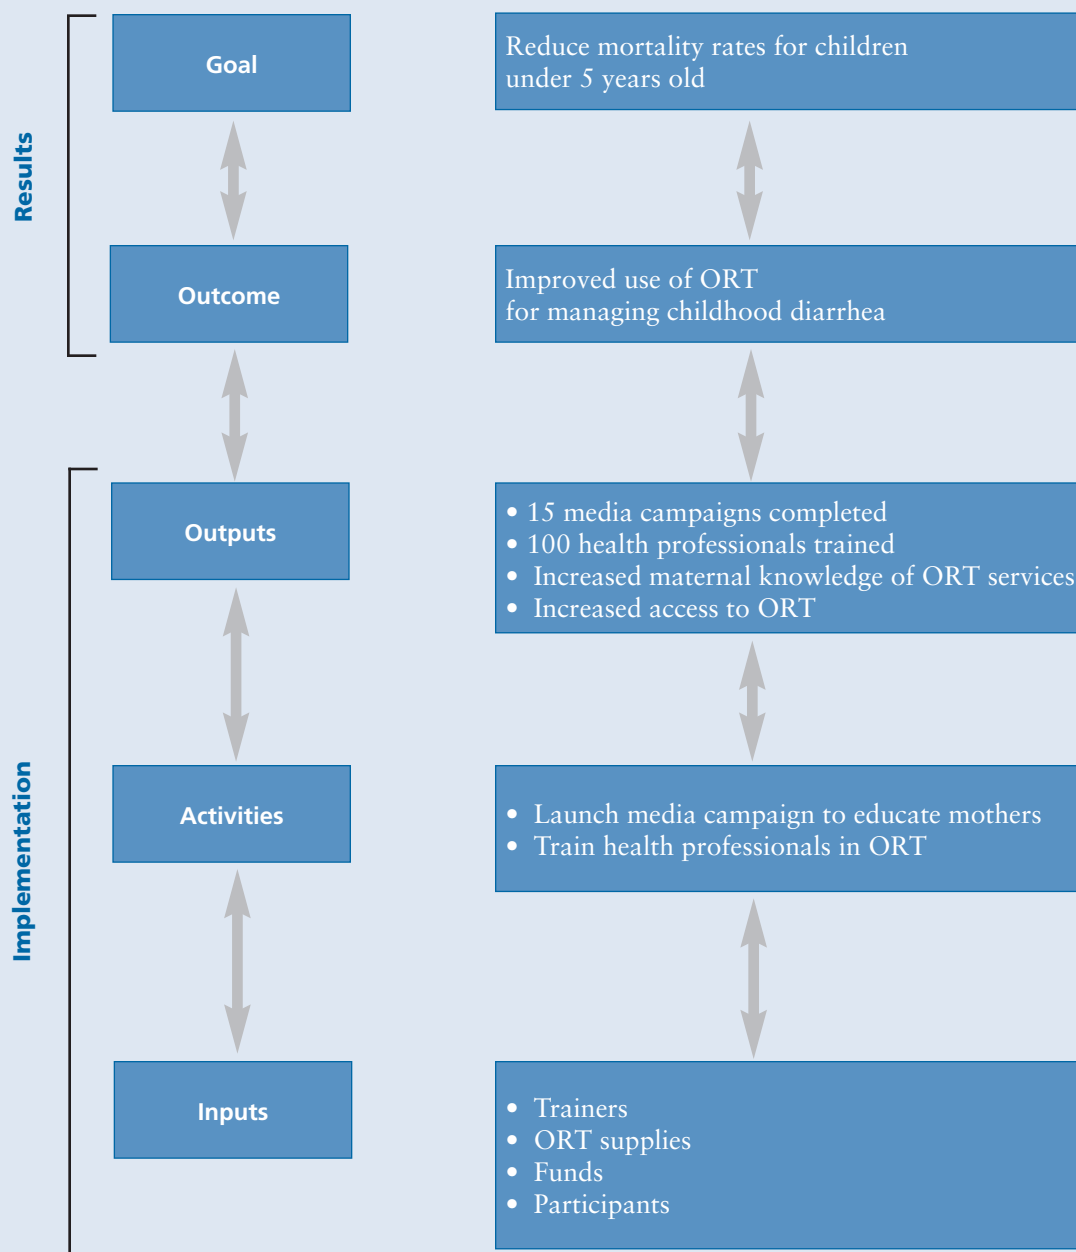 Results
Goal
Reduce mortality rates for children
under 5 years old
Outcome
Improved use of ORT
for managing childhood diarrhea
Implementation
Outputs
• 15 media campaigns completed
• 100 health professionals trained
• Increased maternal knowledge of ORT services
• Increased access to ORT
Activities
• Launch media campaign to educate mothers
• Train health professionals in ORT
Inputs
• Trainers
• ORT supplies
• Funds
• Participants